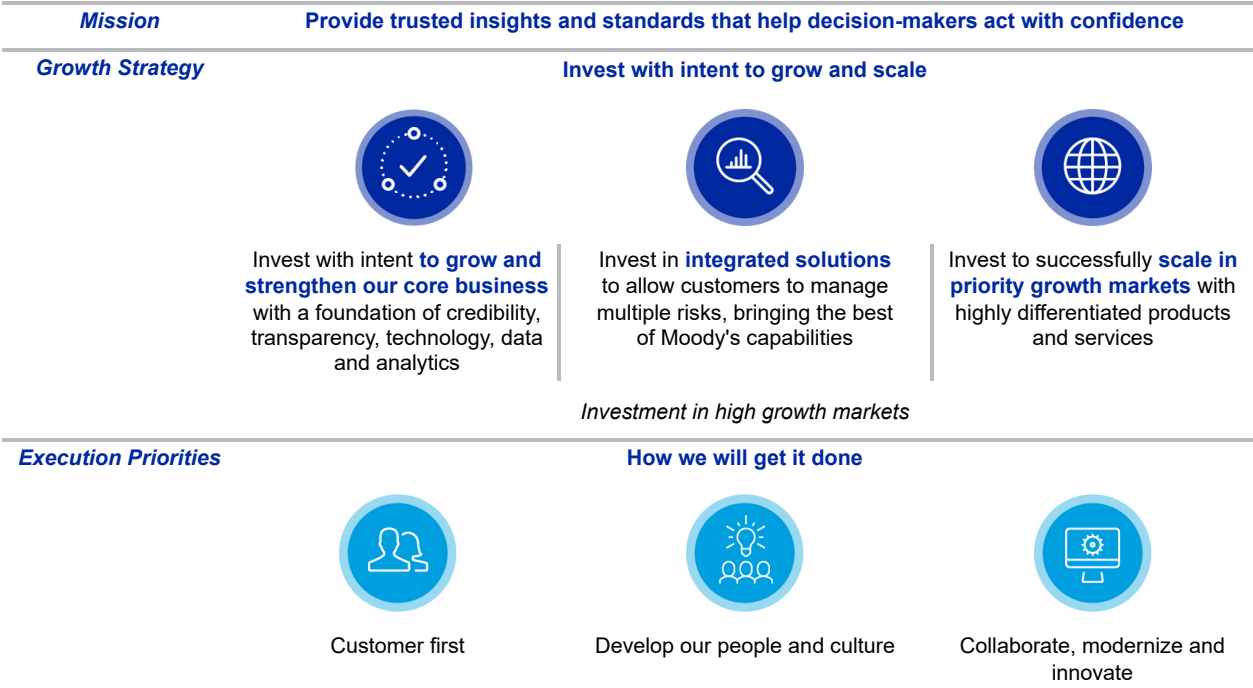 Mission
Provide trusted insights and standards that help decision-makers act with confidence
Growth Strategy
Invest with intent to grow and scale
Invest with intent to grow and
strengthen our core business
with a foundation of credibility,
transparency, technology, data
and analytics
Invest in integrated solutions
to allow customers to manage
multiple risks, bringing the best
of Moody's capabilities
Invest to successfully scale in
priority growth markets with
highly differentiated products
and services
Investment in high growth markets
Execution Priorities
How we will get it done
Customer first
Develop our people and culture
Collaborate, modernize and
innovate